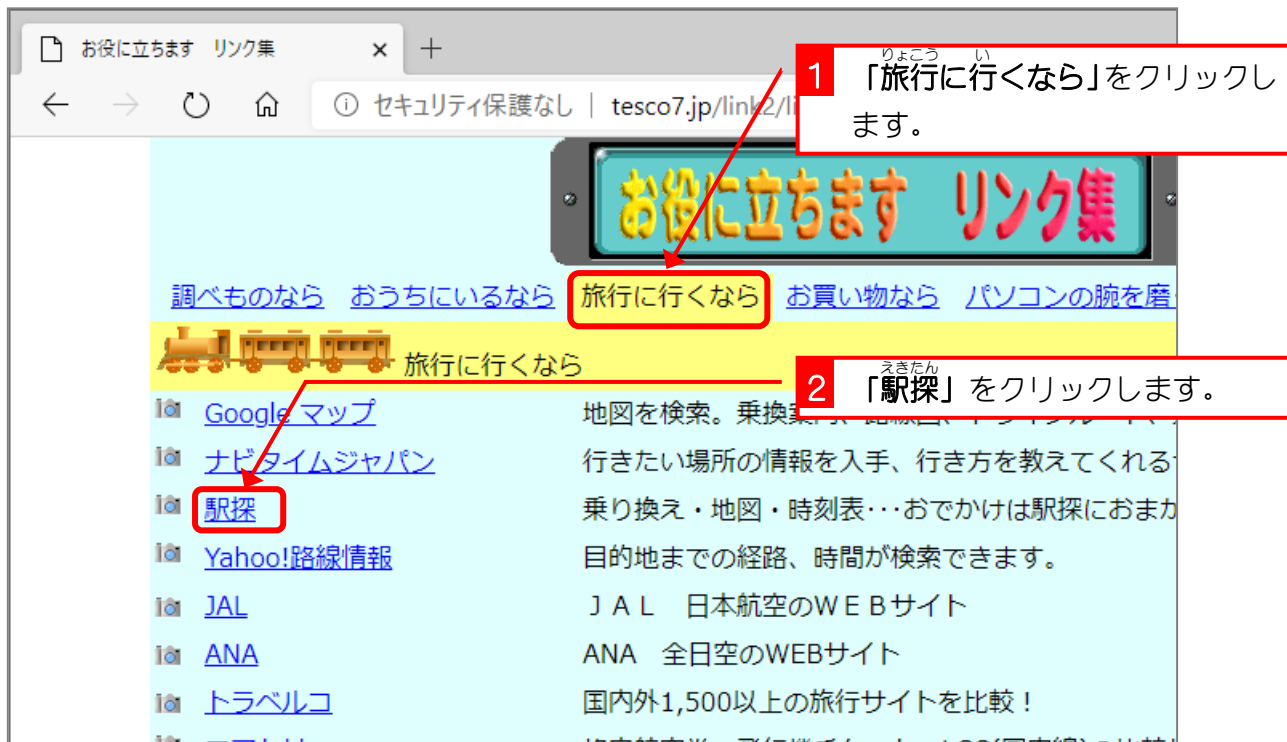 お役に立ちます リンク集
セキュリティ保護なし | tesco7.jp/link2/li
1 「旅行に行くなら」をクリックし
りょこう い
ます。
お役に立ちます リンク集
調べものなら おうちにいるなら 旅行に行くなら お買い物なら パソコンの腕を磨
旅行に行くなら
えきたん
2 「駅探」をクリックします。
Google マップ 地図を検索。乗換
ナビタイムジャパン 行きたい場所の情報を入手、行き方を教えてくれる
駅探 乗り換え・地図・時刻表・・・おでかけは駅探におまか
Yahoo!路線情報 目的地までの経路、時間が検索できます。
JAL ＪＡＬ 日本航空のＷＥＢサイト
ANA ANA 全日空のWEBサイト
トラベルコ 国内外1,500以上の旅行サイトを比較！